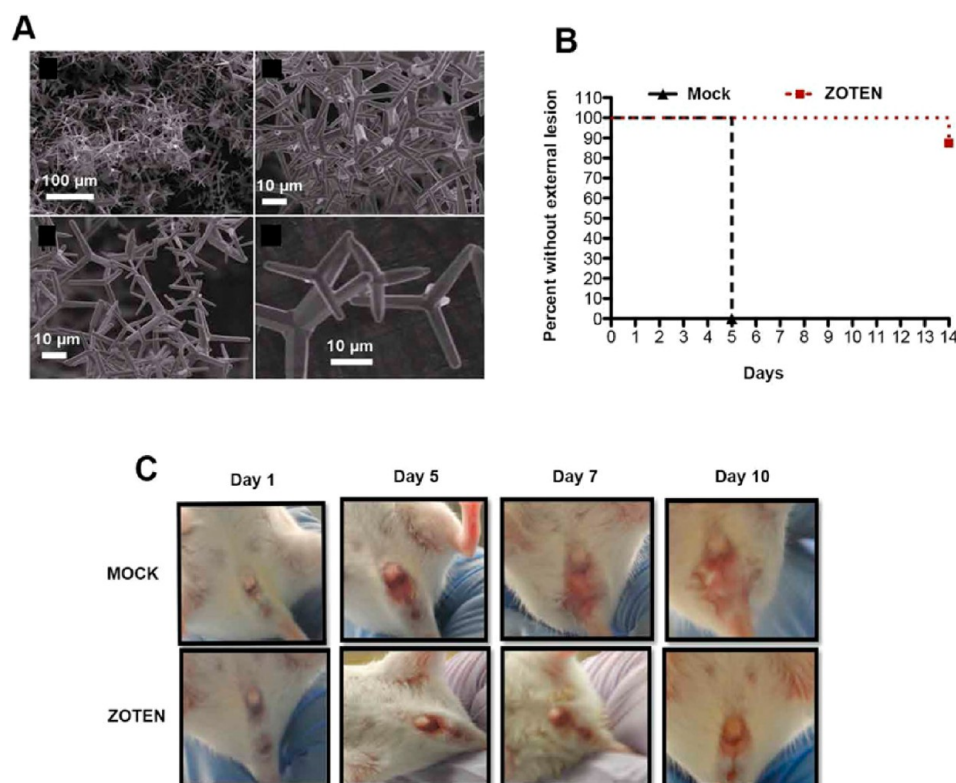 A
100 µm
10 µm
10 µm
10 µm
B
Mock
ZOTEN
Percent without external lesion
110
100
90
80
70
60
50
40
30
20
10
0
0 1 2 3 4 5 6 7 8 9 10 11 12 13 14
Days
C
Day 1 Day 5 Day 7 Day 10
MOCK
ZOTEN